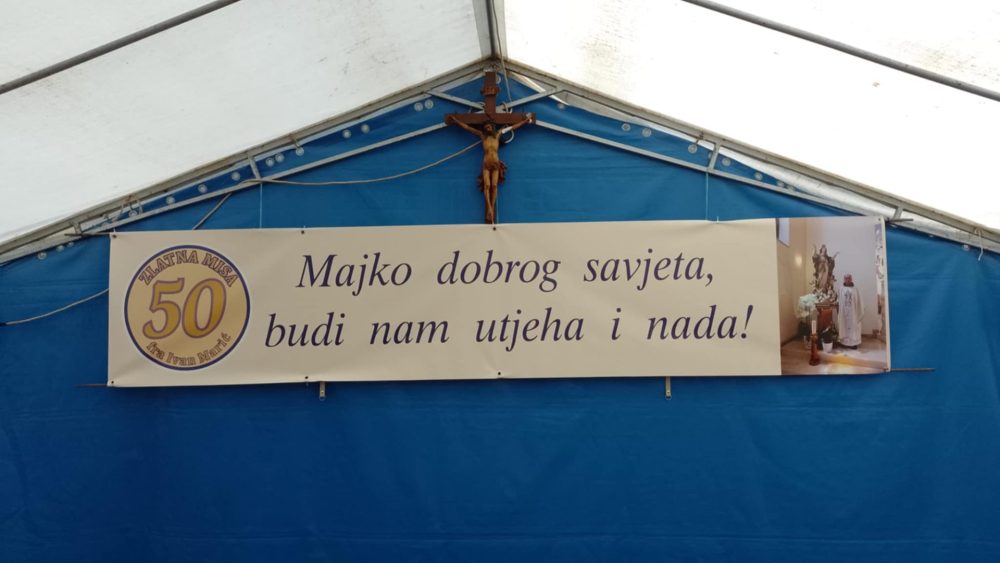 ZLATNA MISA
50
fra Ivan Marić
Majko dobrog savjeta,
budi nam utjeha i nada!